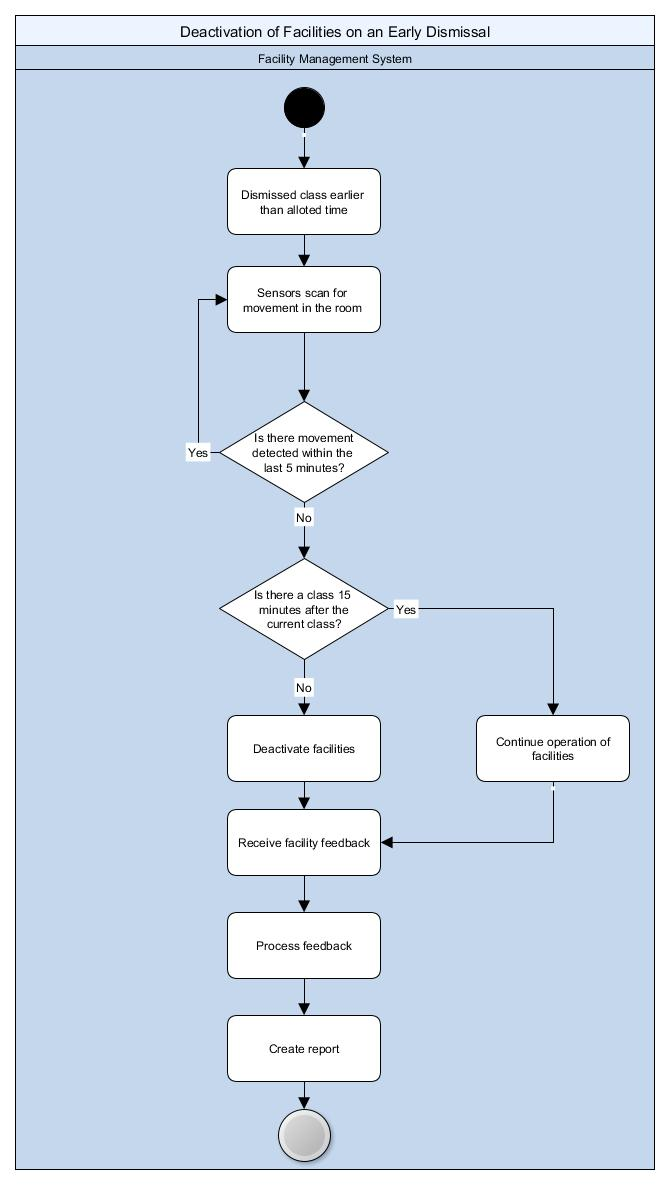 Deactivation of Facilities on an Early Dismissal
Facility Management System
Dismissed class earlier
than alloted time
Sensors scan for
movement in the room
Is there movement
detected within the
last 5 minutes?
Yes
No
Is there a class 15
minutes after the
current class?
Yes
No
Deactivate facilities
Continue operation of
facilities
Receive facility feedback
Process feedback
Create report